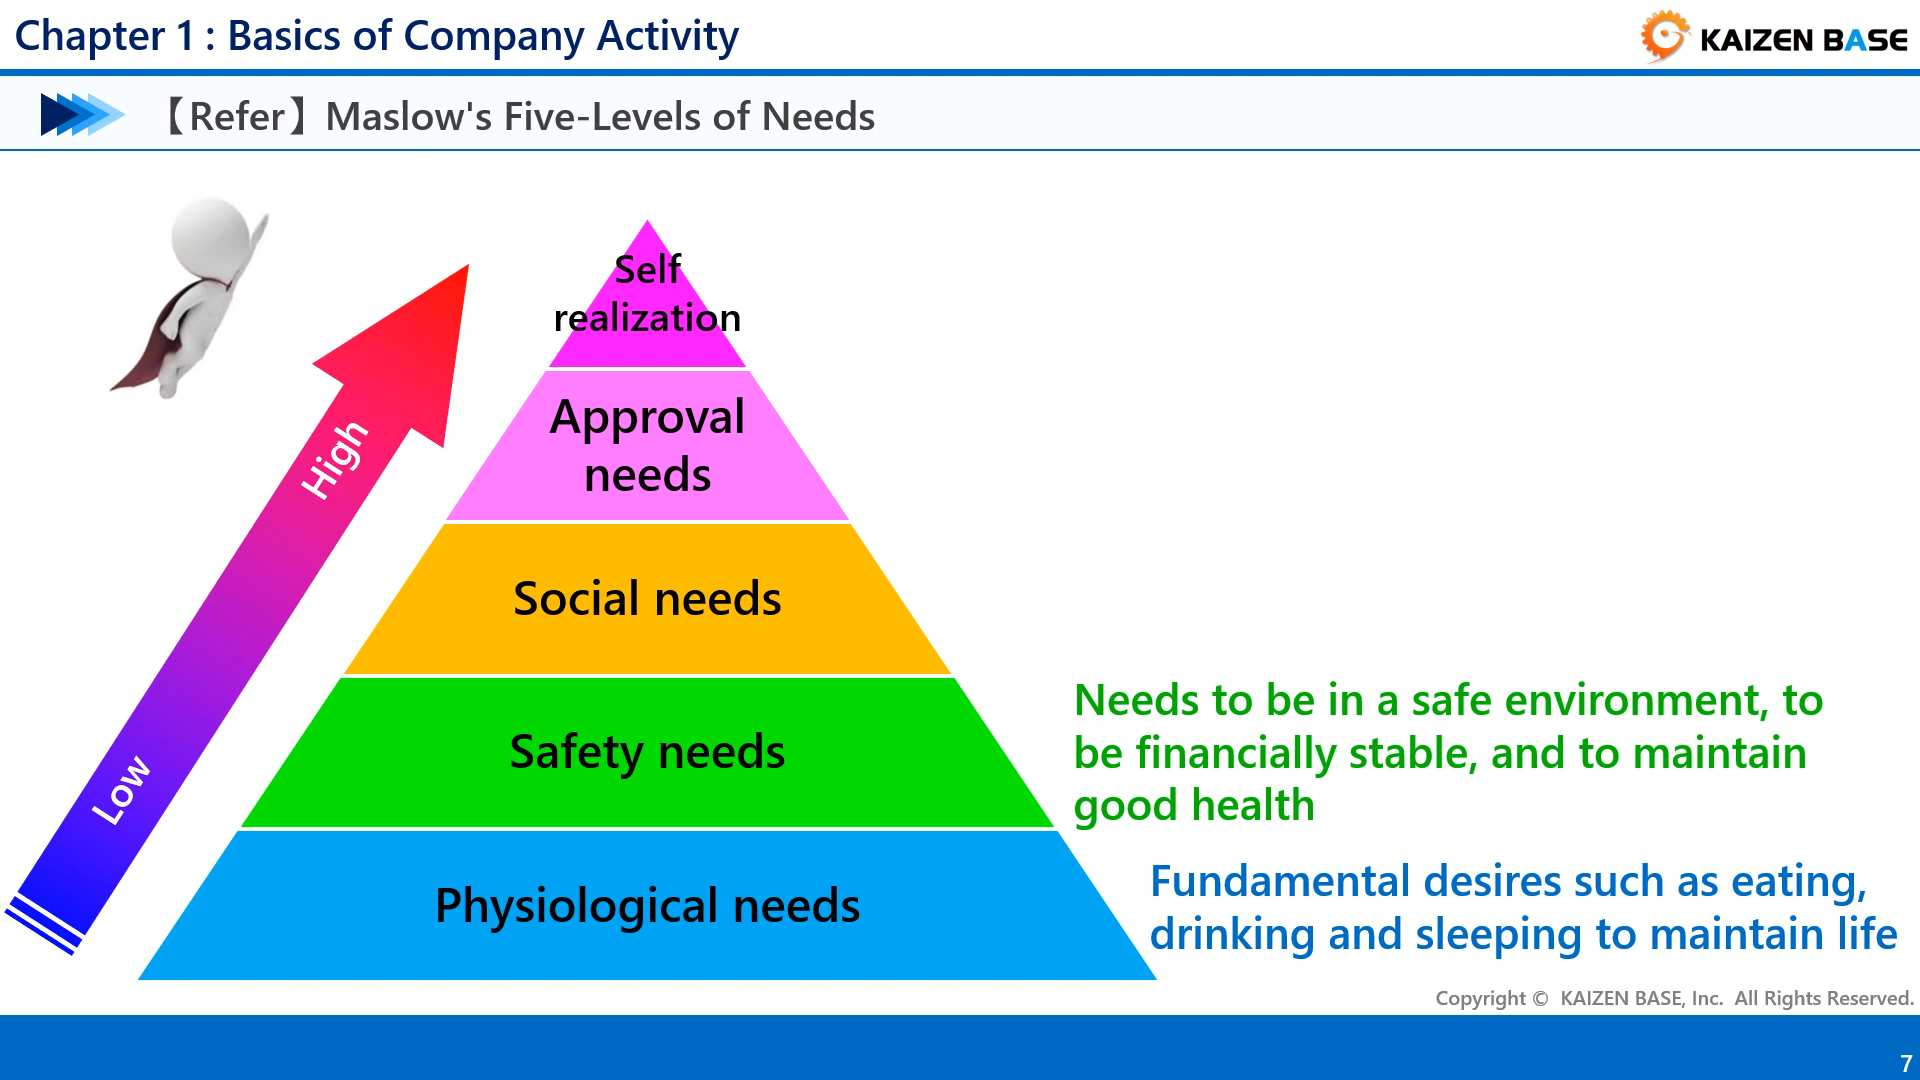 Chapter 1 : Basics of Company Activity
KAIZEN BASE
【Refer】Maslow's Five-Levels of Needs
Self
realization
Approval
needs
High
Social needs
Needs to be in a safe environment, to
be financially stable, and to maintain
good health
Safety needs
Low
Fundamental desires such as eating,
drinking and sleeping to maintain life
Physiological needs
Copyright © KAIZEN BASE, Inc. All Rights Reserved.
7